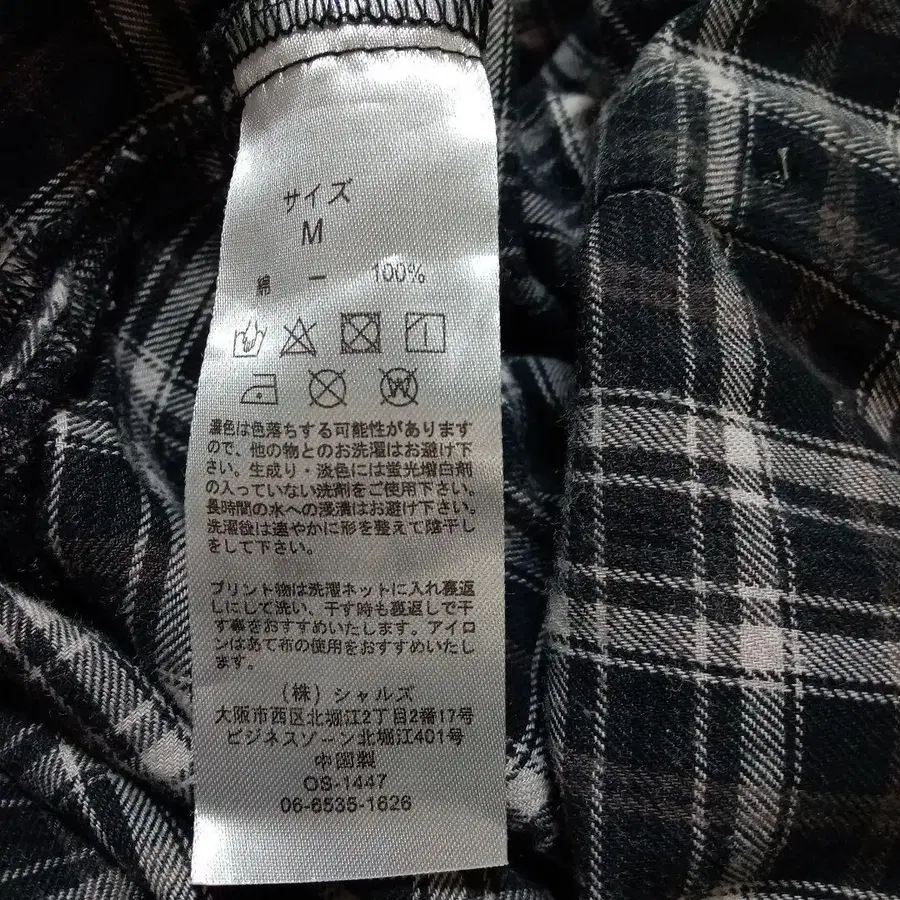 サイズ
M
綿 ー 100%
W
濃色は色落ちする可能性があります
ので、他の物とのお洗濯はお避け下
さい。生成り・淡色には蛍光増白剤
の入っていない洗剤をご使用下さい。
長時間の水への浸漬はお避け下さい。
洗濯後は速やかに形を整えて陰干し
をして下さい。
プリント物は洗濯ネットに入れ裏返
しにして洗い、干す時も裏返しで干
す事をおすすめいたします。アイロ
ンはあて布の使用をおすすめいたし
ます。
(株)シャルズ
大阪市西区北堀江2丁目2番17号
ビジネスゾーン北堀江401号
中国製
OS-1447
06-6535-1626